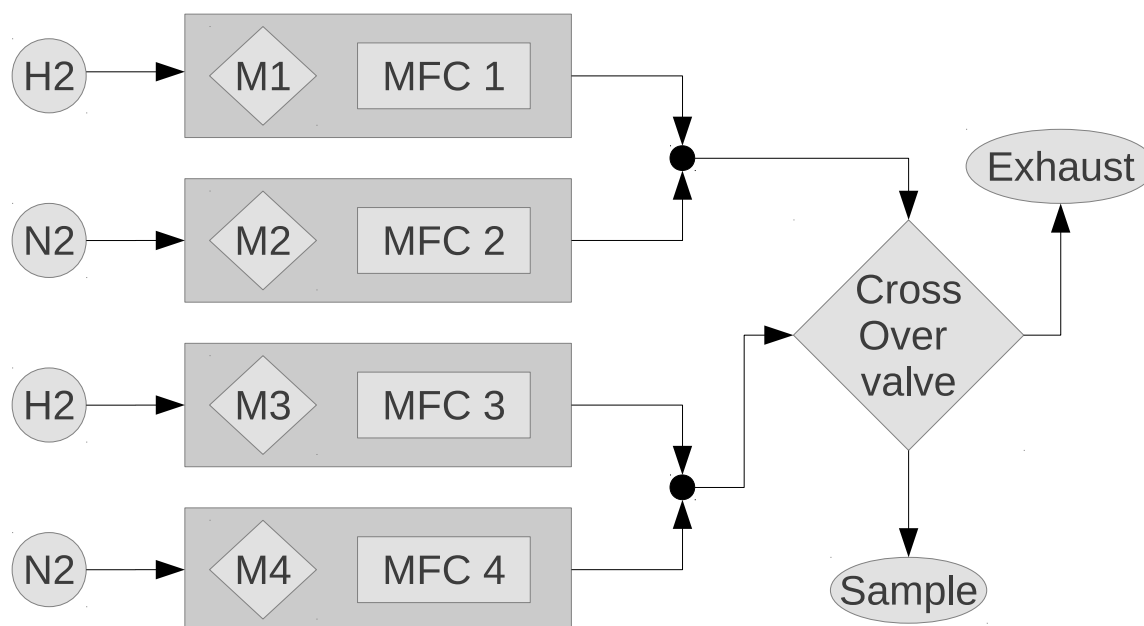 H2
M1
MFC 1
N2
M2
MFC 2
Exhaust
Cross
Over
valve
H2
M3
MFC 3
N2
M4
MFC 4
Sample